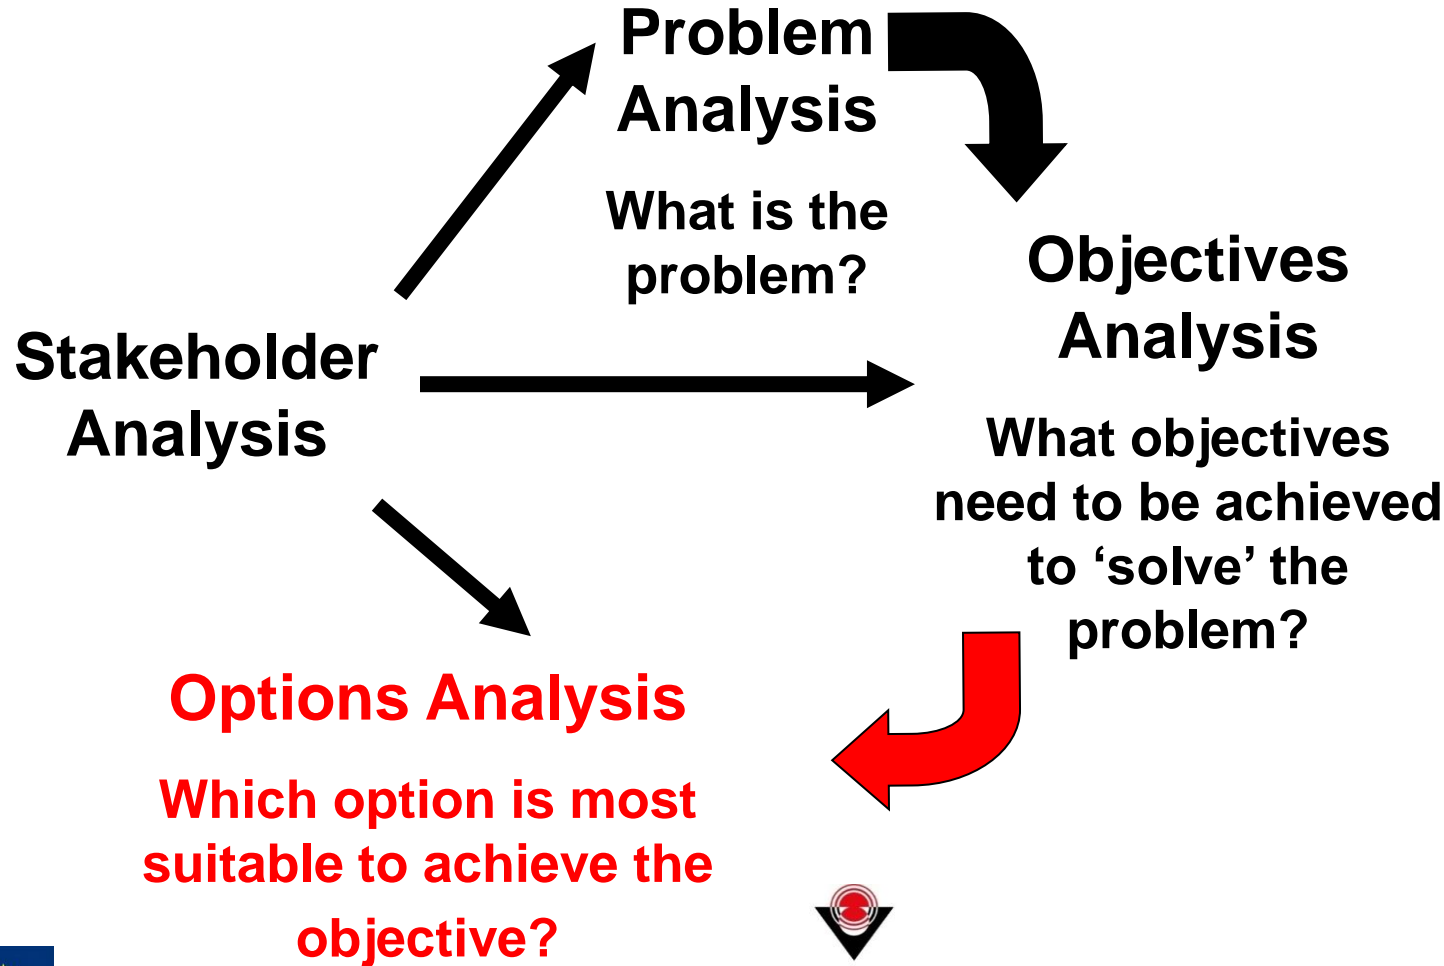 Problem
Analysis
What is the
problem?
Objectives
Analysis
Stakeholder
Analysis
What objectives
need to be achieved
to ‘solve’ the
problem?
Options Analysis
Which option is most
suitable to achieve the
objective?